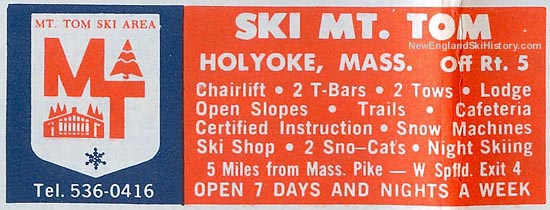 MT. TOM SKI AREA
MT
Tel. 536-0416
SKI MT. TOM
NewEnglandSkiHistory.com
HOLYOKE, MASS. Off Rt. 5
Chairlift • 2 T-Bars • 2 Tows • Lodge
Open Slopes • Trails • Cafeteria
Certified Instruction • Snow Machines
Ski Shop • 2 Sno-Cat's • Night Skiing
5 Miles from Mass. Pike — W Spfld. Exit 4
OPEN 7 DAYS AND NIGHTS A WEEK